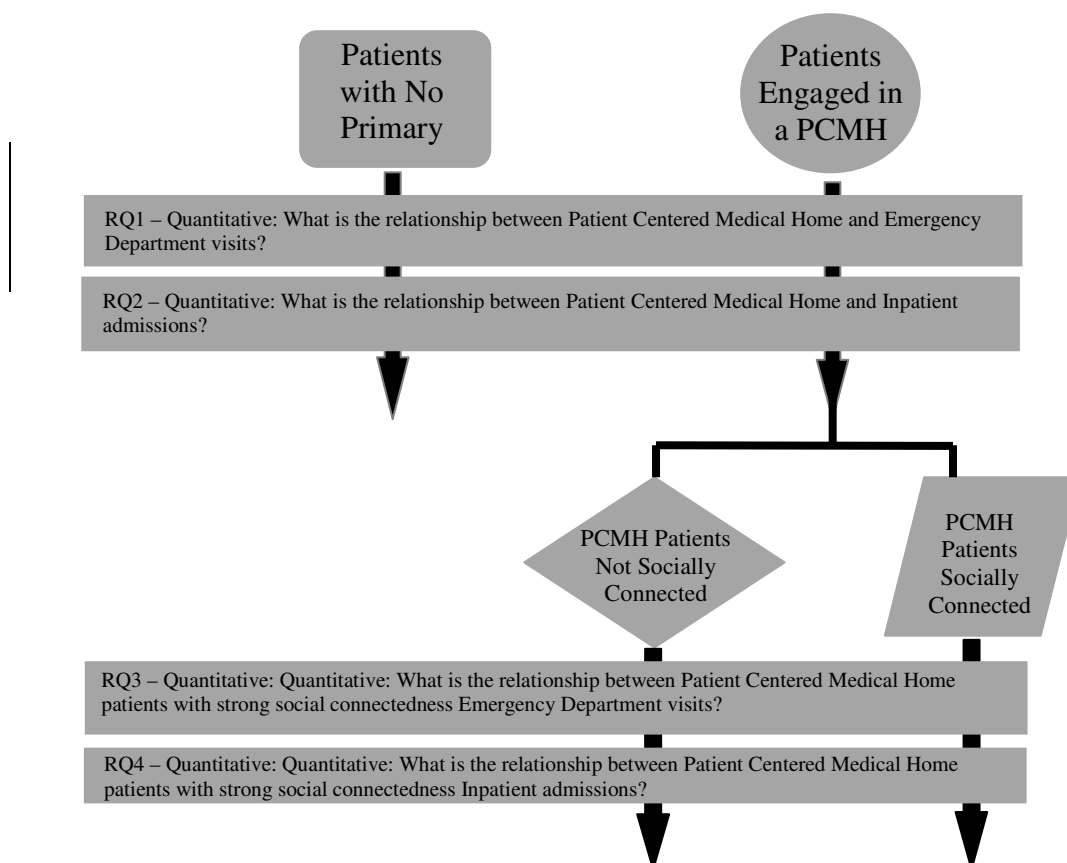 Patients
with No
Primary
Patients
Engaged in
a PCMH
RQ1 – Quantitative: What is the relationship between Patient Centered Medical Home and Emergency
Department visits?
RQ2 – Quantitative: What is the relationship between Patient Centered Medical Home and Inpatient
admissions?
PCMH Patients
Not Socially
Connected
PCMH
Patients
Socially
Connected
RQ3 – Quantitative: Quantitative: What is the relationship between Patient Centered Medical Home
patients with strong social connectedness Emergency Department visits?
RQ4 – Quantitative: Quantitative: What is the relationship between Patient Centered Medical Home
patients with strong social connectedness Inpatient admissions?